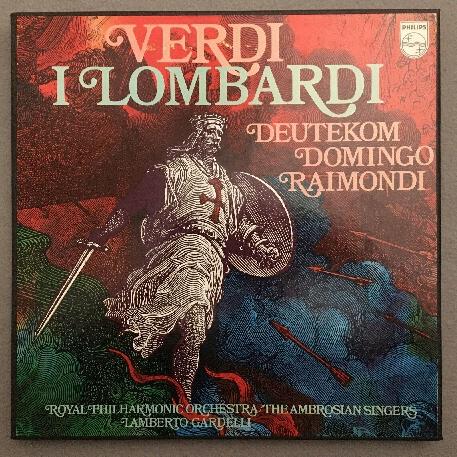 VERDI
I LOMBARDI
PHILIPS
DEUTEKOM
DOMINGO
RAIMONDI
ROYAL PHILHARMONIC ORCHESTRA · THE AMBROSIAN SINGERS
LAMBERTO GARDELLI